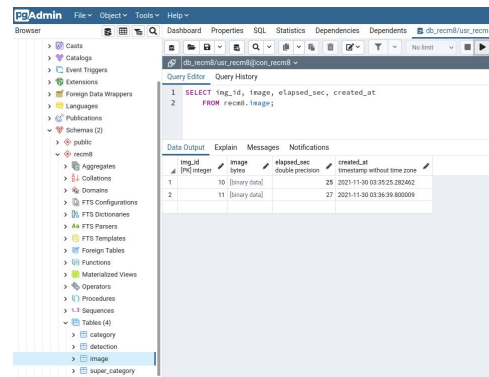 PgAdmin File Object Tools Help
Browser
Dashboard Properties SQL Statistics Dependencies Dependents db_recm8/usr_recm
No limit
db_recm8/usr_recm8@con_recm8
Query Editor Query History
1 SELECT img_id, image, elapsed_sec, created_at
2 FROM recm8.image;
Data Output Explain Messages Notifications
img_id
[PK] integer
image
bytea
elapsed_sec
double precision
created_at
timestamp without time zone
1 10 [binary data] 25 2021-11-30 03:35:25.282462
2 11 [binary data] 27 2021-11-30 03:36:39.800009
Casts
Catalogs
Event Triggers
Extensions
Foreign Data Wrappers
Languages
Publications
Schemas (2)
public
recm8
Aggregates
Collations
Domains
FTS Configurations
FTS Dictionaries
Aa FTS Parsers
FTS Templates
Foreign Tables
Functions
Materialized Views
Operators
Procedures
1..3 Sequences
Tables (4)
category
detection
image
super_category